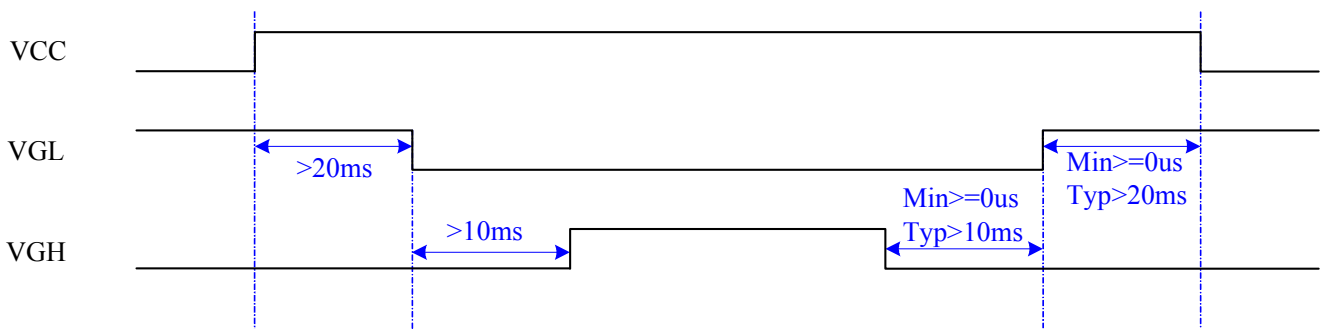 VCC
VGL
>20ms
Min>=0us
Typ>20ms
VGH
>10ms
Min>=0us
Typ>10ms